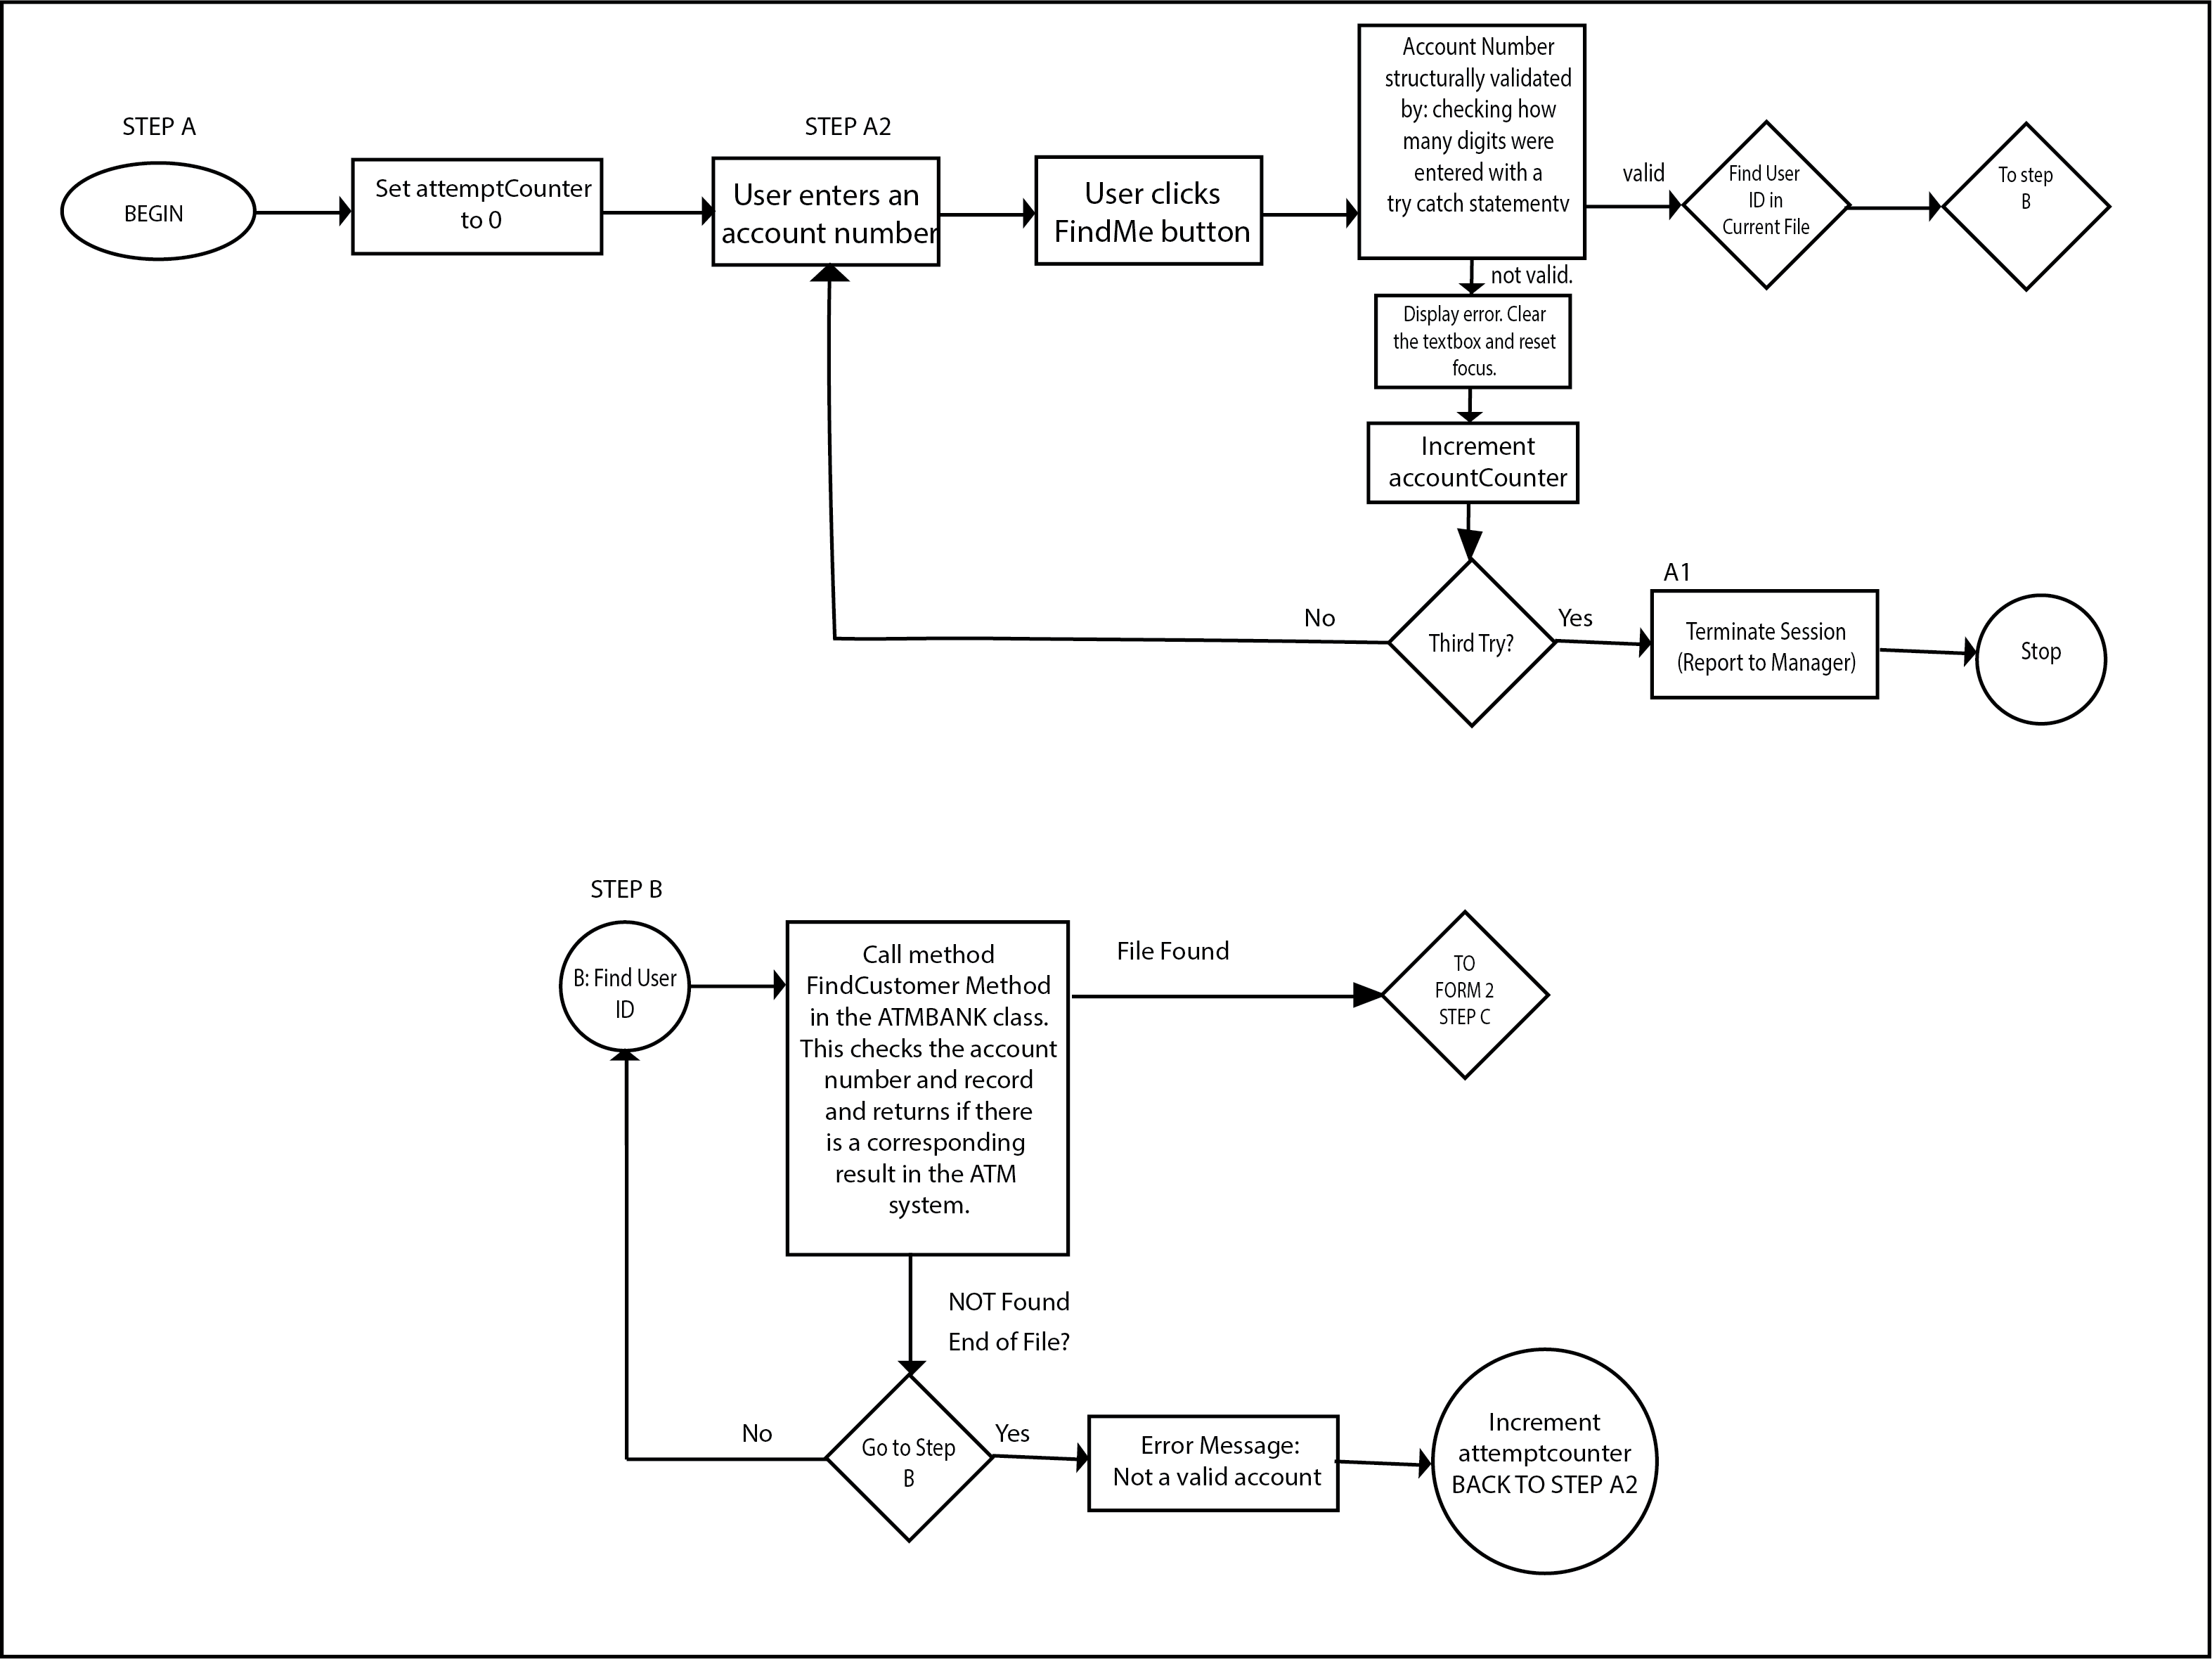 STEP A
BEGIN
Set attemptCounter
to 0
STEP A2
User enters an
account number
User clicks
FindMe button
Account Number
structurally validated
by: checking how
many digits were
entered with a
try catch statementv
valid
Find User
ID in
Current File
To step
B
not valid.
Display error. Clear
the textbox and reset
focus.
Increment
accountCounter
Third Try?
No
Yes
A1
Terminate Session
(Report to Manager)
Stop
STEP B
B: Find User
ID
Call method
FindCustomer Method
in the ATMBANK class.
This checks the account
number and record
and returns if there
is a corresponding
result in the ATM
system.
File Found
TO
FORM 2
STEP C
NOT Found
End of File?
No
Go to Step
B
Yes
Error Message:
Not a valid account
Increment
attemptcounter
BACK TO STEP A2